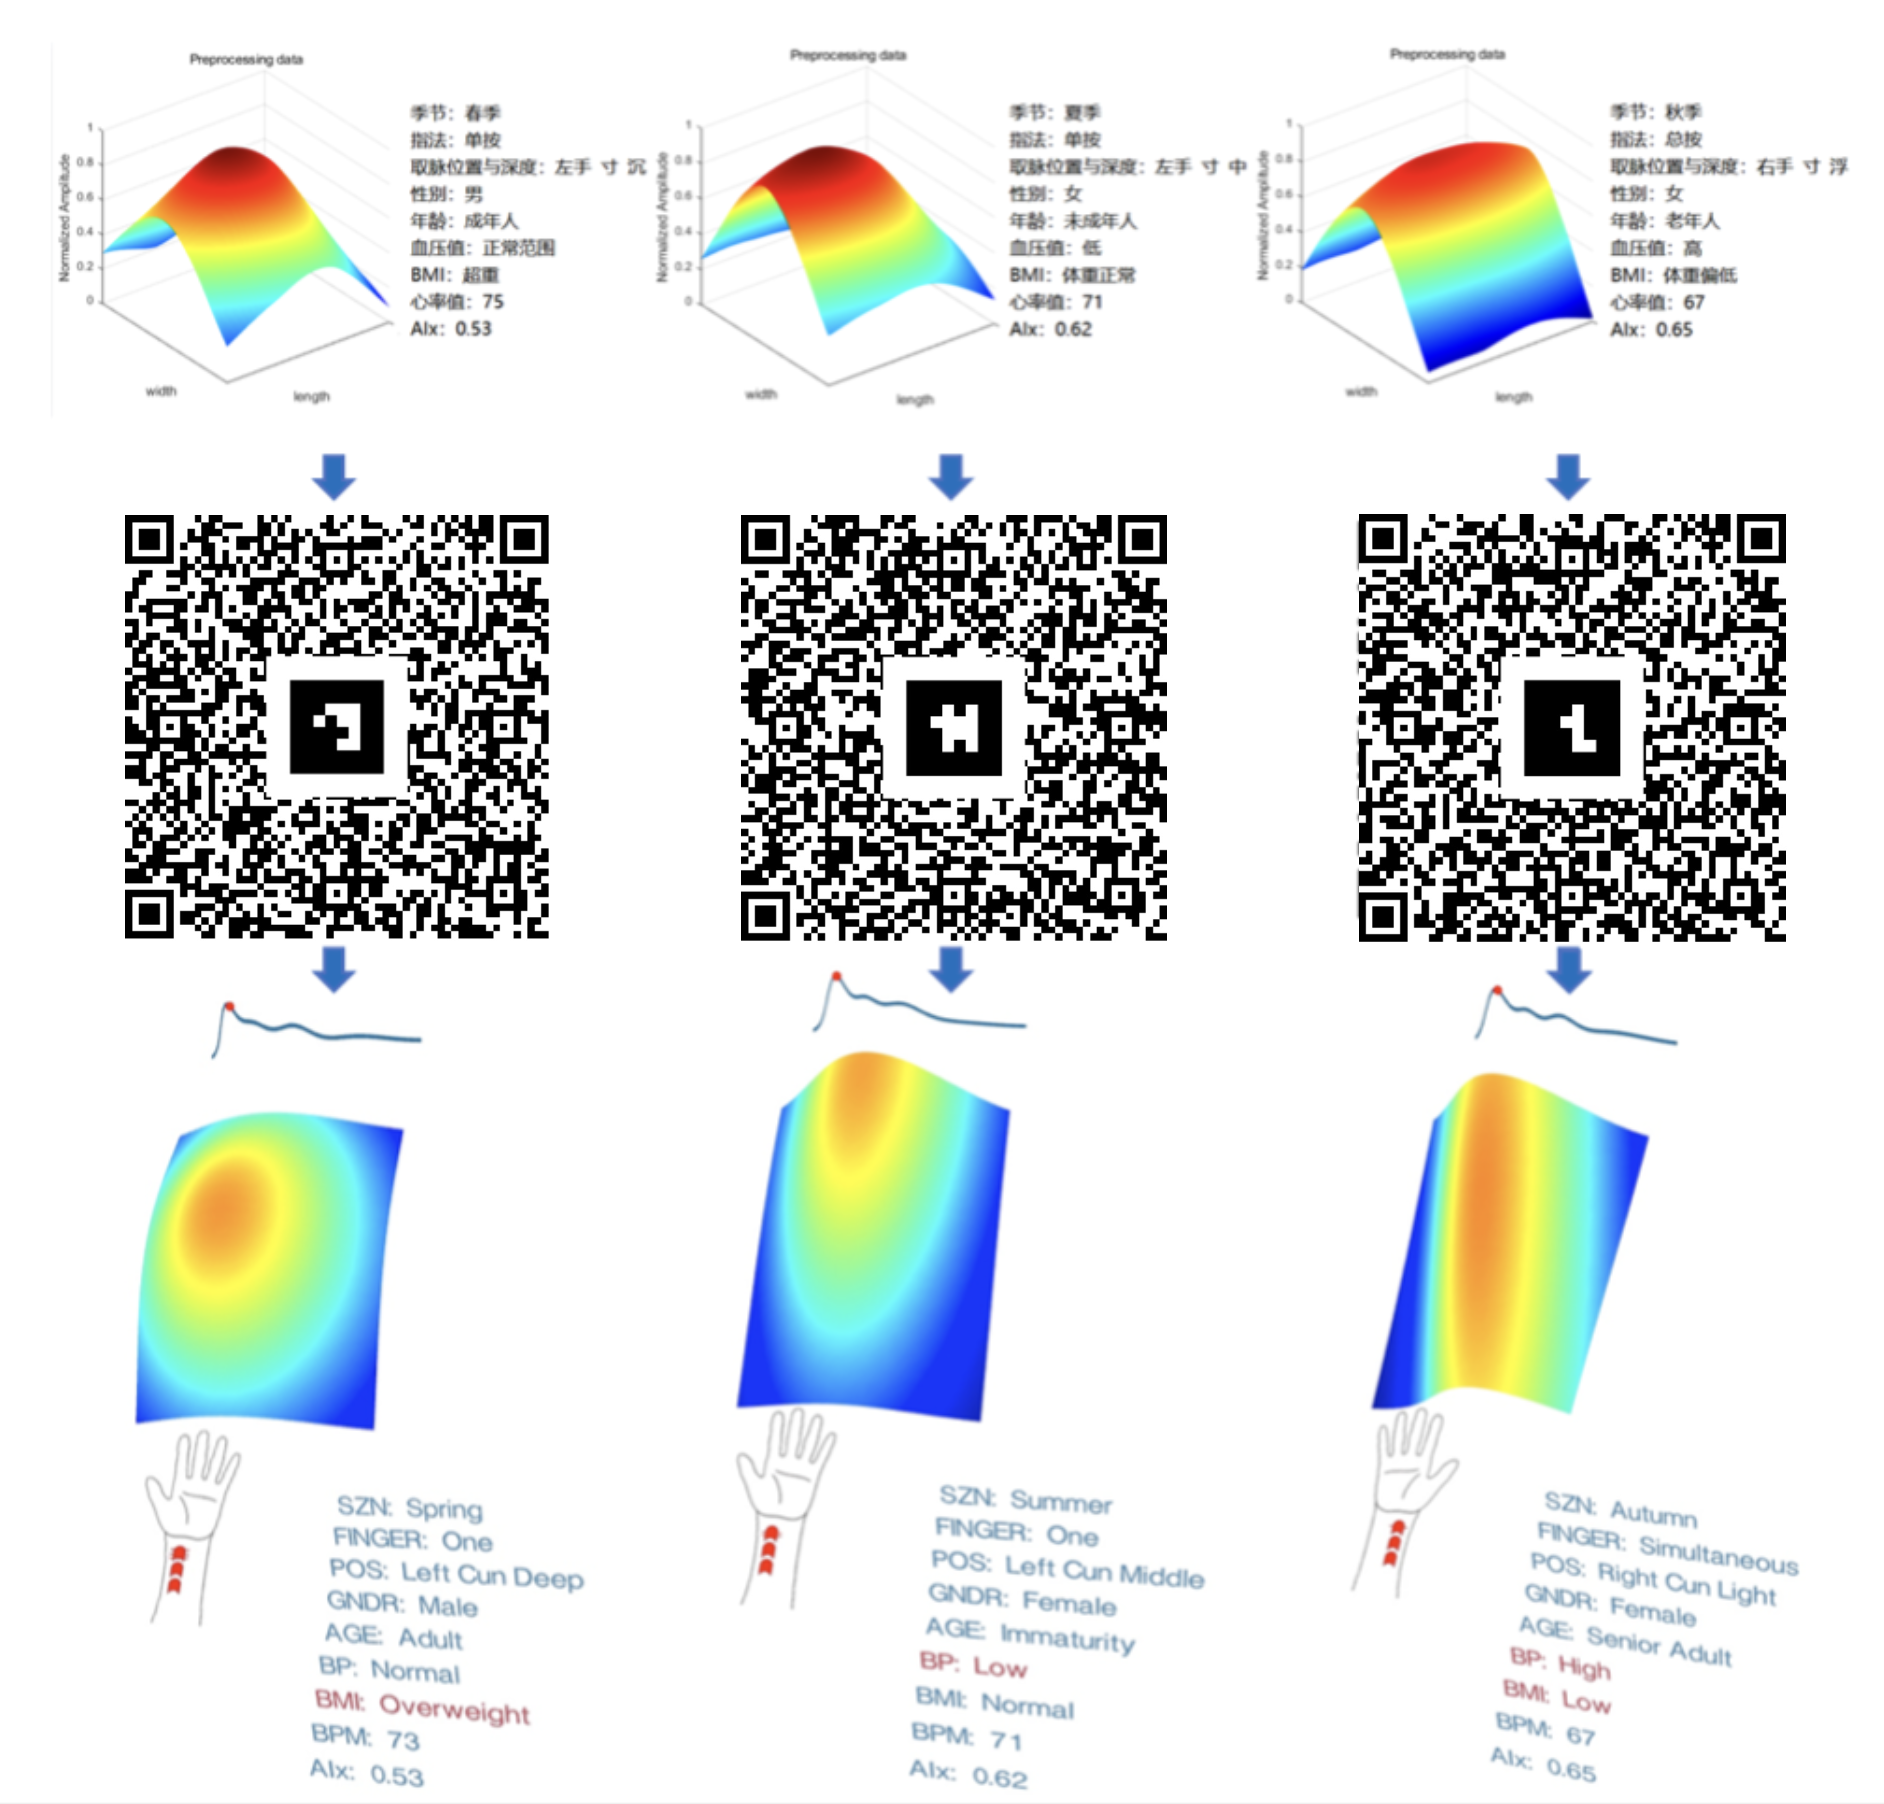 Preprocessing data
Normalized Amplitude
1
0.8
0.6
0.4
0.2
0
width
length
季节：春季
指法：单按
取脉位置与深度：左手 寸 沉
性别：男
年龄：成年人
血压值：正常范围
BMI：超重
心率值：75
AIx：0.53
Preprocessing data
Normalized Amplitude
1
0.8
0.6
0.4
0.2
0
width
length
季节：夏季
指法：单按
取脉位置与深度：左手 寸 中
性别：女
年龄：未成年人
血压值：低
BMI：体重正常
心率值：71
AIx：0.62
Preprocessing data
Normalized Amplitude
1
0.8
0.6
0.4
0.2
0
width
length
季节：秋季
指法：总按
取脉位置与深度：右手 寸 浮
性别：女
年龄：老年人
血压值：高
BMI：体重偏低
心率值：67
AIx：0.65
SZN: Spring
FINGER: One
POS: Left Cun Deep
GNDR: Male
AGE: Adult
BP: Normal
BMI: Overweight
BPM: 73
AIx: 0.53
SZN: Summer
FINGER: One
POS: Left Cun Middle
GNDR: Female
AGE: Immaturity
BP: Low
BMI: Normal
BPM: 71
AIx: 0.62
SZN: Autumn
FINGER: Simultaneous
POS: Right Cun Light
GNDR: Female
AGE: Senior Adult
BP: High
BMI: Low
BPM: 67
AIx: 0.65